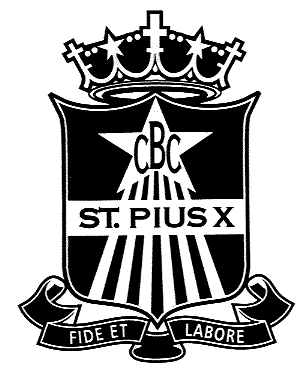 CBC
ST. PIUS X
FIDE ET LABORE